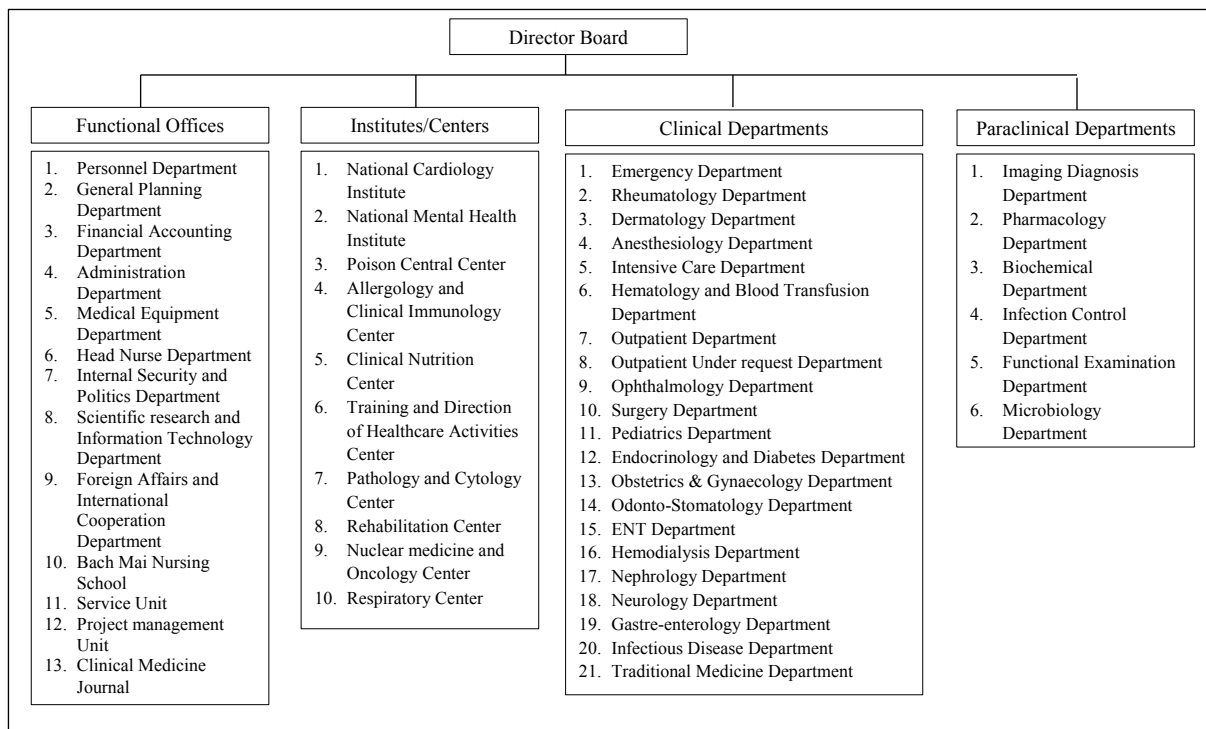 Director Board
Functional Offices
1. Personnel Department
2. General Planning
Department
3. Financial Accounting
Department
4. Administration
Department
5. Medical Equipment
Department
6. Head Nurse Department
7. Internal Security and
Politics Department
8. Scientific research and
Information Technology
Department
9. Foreign Affairs and
International
Cooperation
Department
10. Bach Mai Nursing
School
11. Service Unit
12. Project management
Unit
13. Clinical Medicine
Journal
Institutes/Centers
1. National Cardiology
Institute
2. National Mental Health
Institute
3. Poison Central Center
4. Allergology and
Clinical Immunology
Center
5. Clinical Nutrition
Center
6. Training and Direction
of Healthcare Activities
Center
7. Pathology and Cytology
Center
8. Rehabilitation Center
9. Nuclear medicine and
Oncology Center
10. Respiratory Center
Clinical Departments
1. Emergency Department
2. Rheumatology Department
3. Dermatology Department
4. Anesthesiology Department
5. Intensive Care Department
6. Hematology and Blood Transfusion
Department
7. Outpatient Department
8. Outpatient Under request Department
9. Ophthalmology Department
10. Surgery Department
11. Pediatrics Department
12. Endocrinology and Diabetes Department
13. Obstetrics & Gynaecology Department
14. Odonto-Stomatology Department
15. ENT Department
16. Hemodialysis Department
17. Nephrology Department
18. Neurology Department
19. Gastre-enterology Department
20. Infectious Disease Department
21. Traditional Medicine Department
Paraclinical Departments
1. Imaging Diagnosis
Department
2. Pharmacology
Department
3. Biochemical
Department
4. Infection Control
Department
5. Functional Examination
Department
6. Microbiology
Department